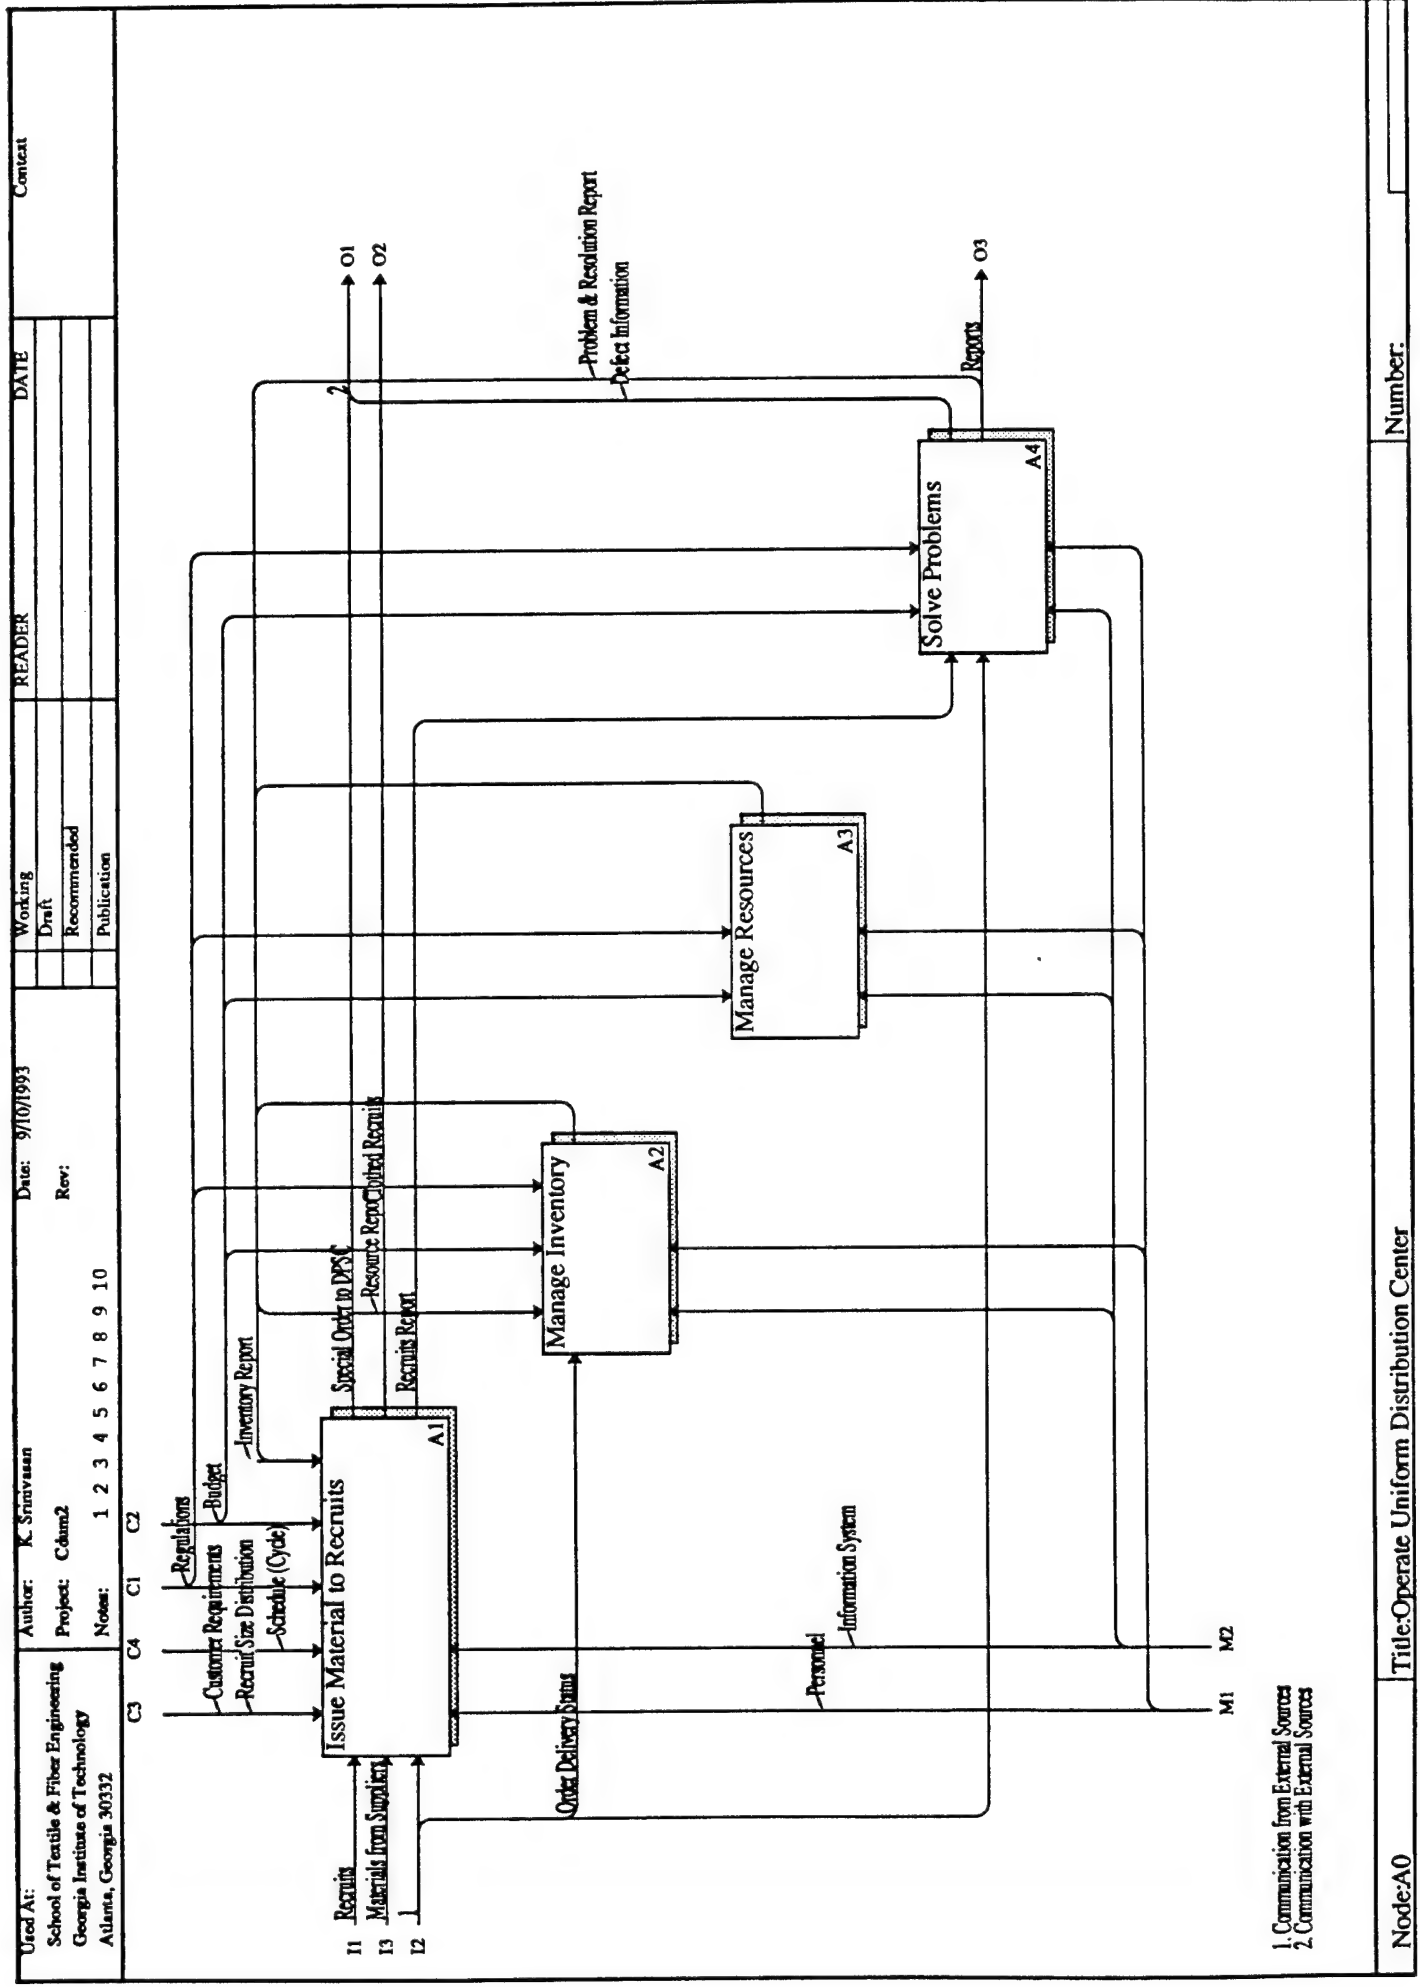 Used At:
School of Textile & Fiber Engineering
Georgia Institute of Technology
Atlanta, Georgia 30332
Author: K. Srinivasan
Project: Cdum2
Notes: 1 2 3 4 5 6 7 8 9 10
Date: 9/10/1993
Rev:
Working
Draft
Recommended
Publication
READER
DATE
Context
C3
C4
C1
C2
Regulations
Budget
Customer Requirements
Recruit Size Distribution
Schedule (Cycle)
Inventory Report
I1
Recruits
I3
Materials from Suppliers
I2
1
Issue Material to Recruits
A1
Special Order to DPSC
Resource Repo
Clothed Recruits
Recruits Report
2
O1
O2
Order Delivery Status
Manage Inventory
A2
Manage Resources
A3
Problem & Resolution Report
Defect Information
Solve Problems
A4
Reports
O3
Personnel
Information System
M1
M2
1. Communication from External Sources
2. Communication with External Sources
Node:A0
Title:Operate Uniform Distribution Center
Number: